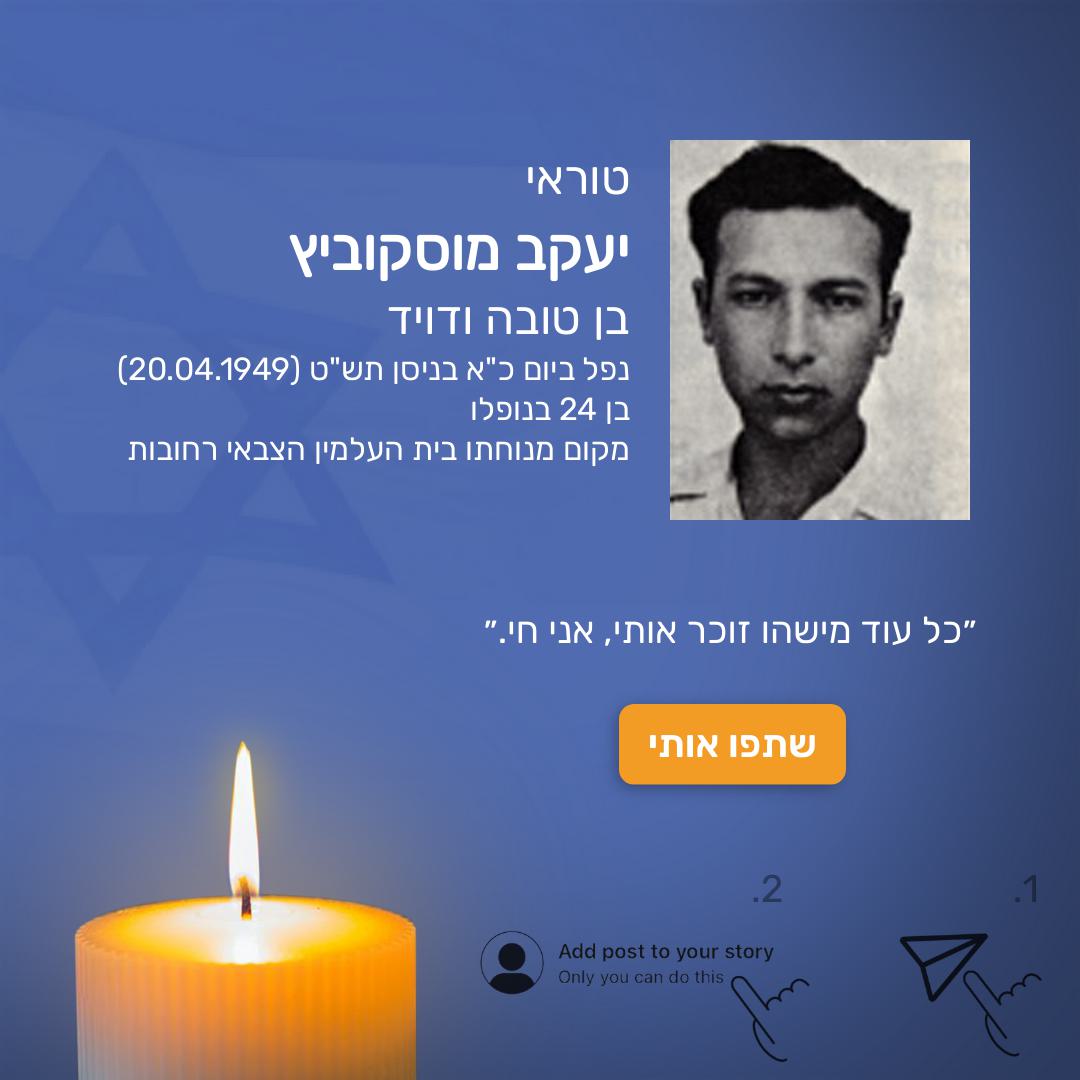 טוראי
יעקב מוסקוביץ
בן טובה ודויד
נפל ביום כ"א בניסן תש"ט (20.04.1949)
בן 24 בנופלו
מקום מנוחתו בית העלמין הצבאי רחובות
״כל עוד מישהו זוכר אותי, אני חי.״
שתפו אותי
1.
2.
Add post to your story
Only you can do this